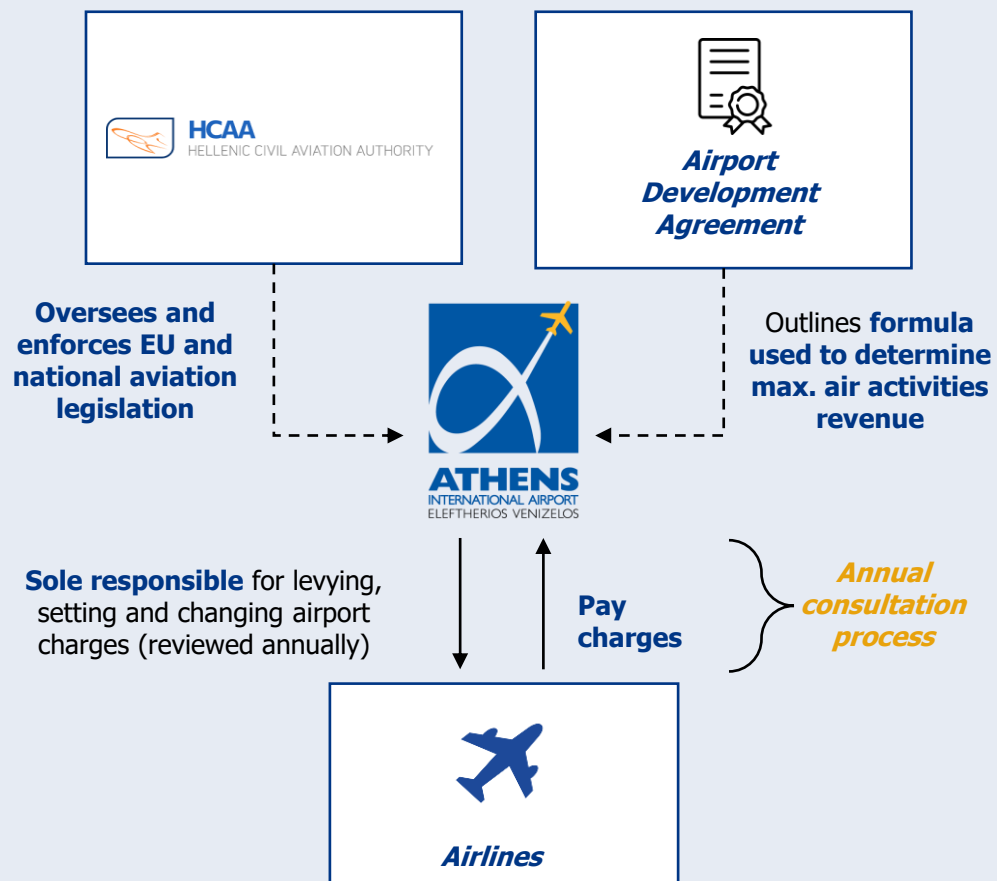 HCAA
HELLENIC CIVIL AVIATION AUTHORITY
Airport
Development
Agreement
Oversees and
enforces EU and
national aviation
legislation
Outlines formula
used to determine
max. air activities
revenue
ATHENS
INTERNATIONAL AIRPORT
ELEFTHERIOS VENIZELOS
Sole responsible for levying,
setting and changing airport
charges (reviewed annually)
Pay
charges
Annual
consultation
process
Airlines